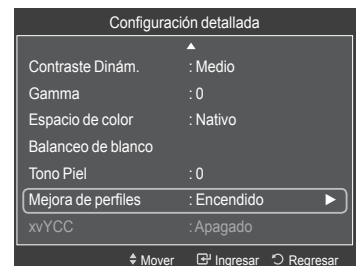 Configuración detallada
▲
Contraste Dinám. : Medio
Gamma : 0
Espacio de color : Nativo
Balanceo de blanco
Tono Piel : 0
Mejora de perfiles : Encendido ►
xvYCC : Apagado
Mover Ingresar Regresar